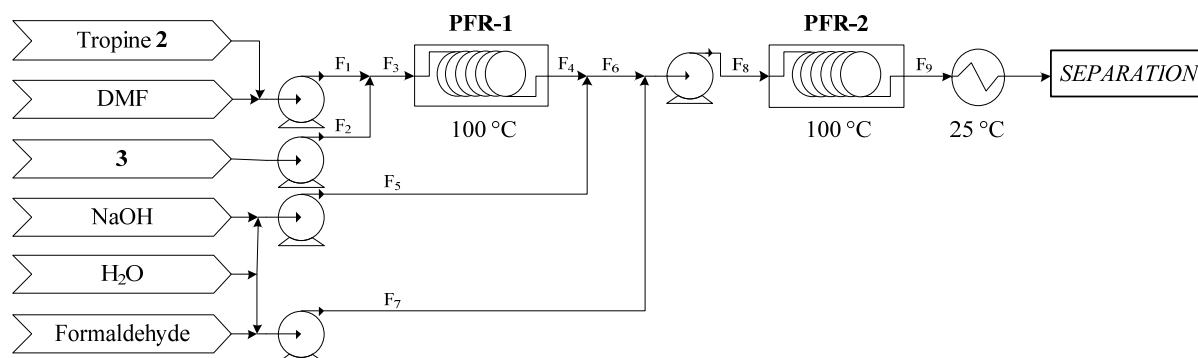 PFR-1
PFR-2
Tropine 2
DMF
3
NaOH
H₂O
Formaldehyde
F₁
F₃
F₄
F₆
F₈
F₉
F₂
F₅
F₇
100 °C
100 °C
25 °C
SEPARATION